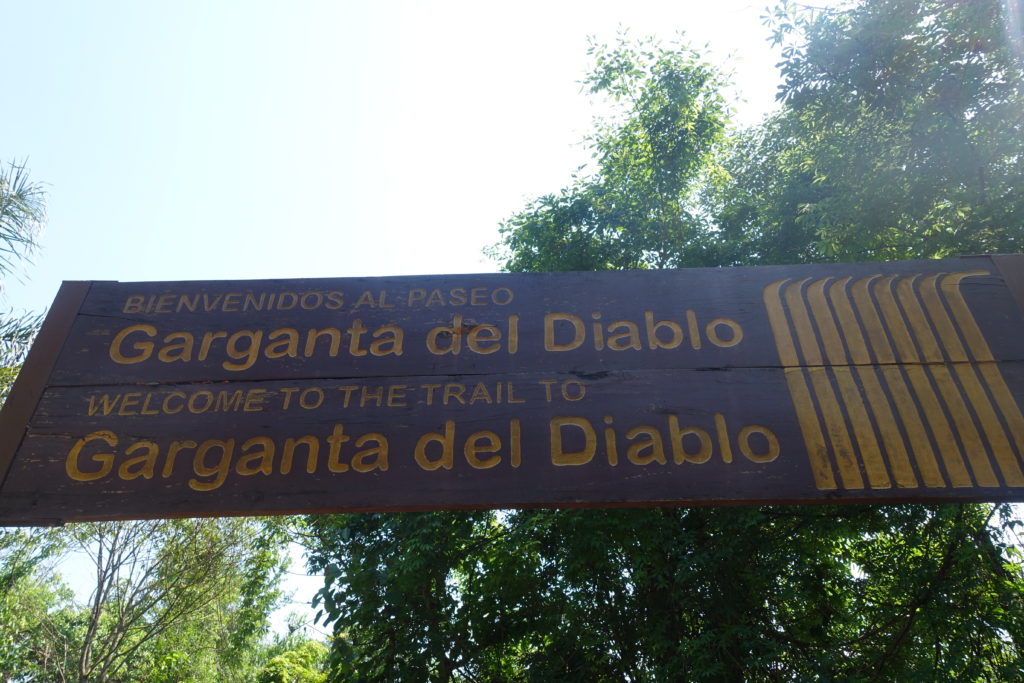 BIENVENIDOS AL PASEO
Garganta del Diablo
WELCOME TO THE TRAIL TO
Garganta del Diablo